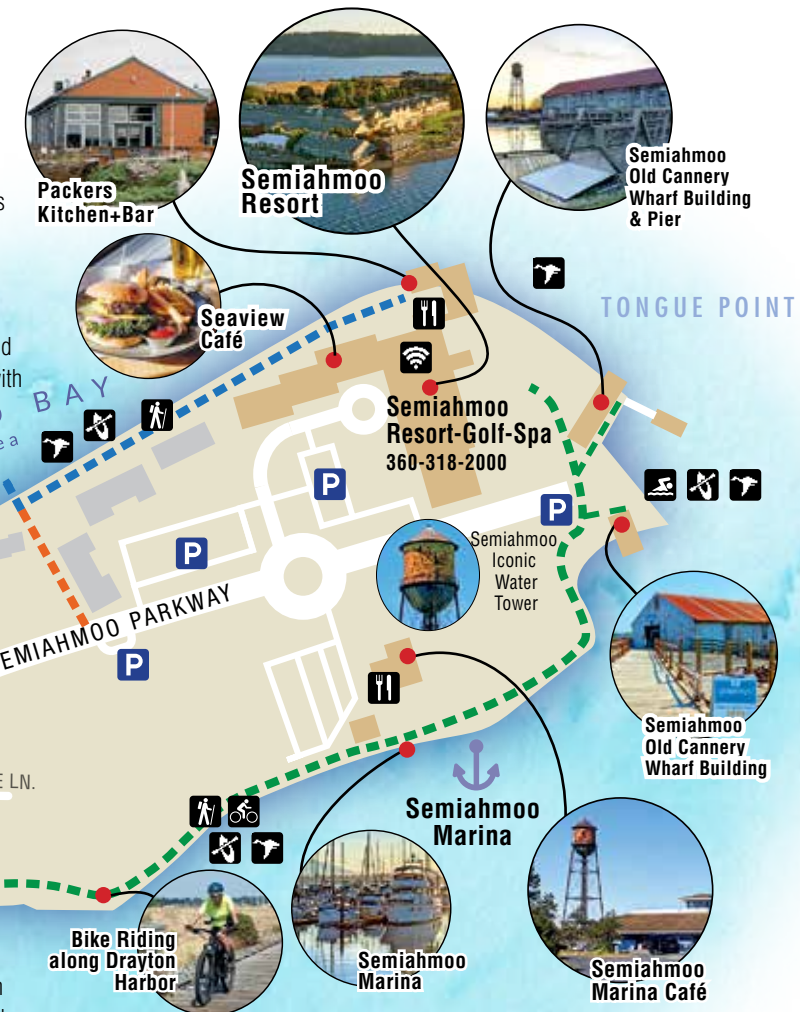 Packers
Kitchen+Bar
Semiahmoo
Resort
Semiahmoo
Old Cannery
Wharf Building
& Pier
s
Seaview
Café
TONGUE POINT
d
with
BAY
e a
Semiahmoo
Resort-Golf-Spa
360-318-2000
P
P
P
P
Semiahmoo
Iconic
Water
Tower
EMIAHMOO PARKWAY
Semiahmoo
Old Cannery
Wharf Building
E LN.
Semiahmoo
Marina
Bike Riding
along Drayton
Harbor
Semiahmoo
Marina
Semiahmoo
Marina Café